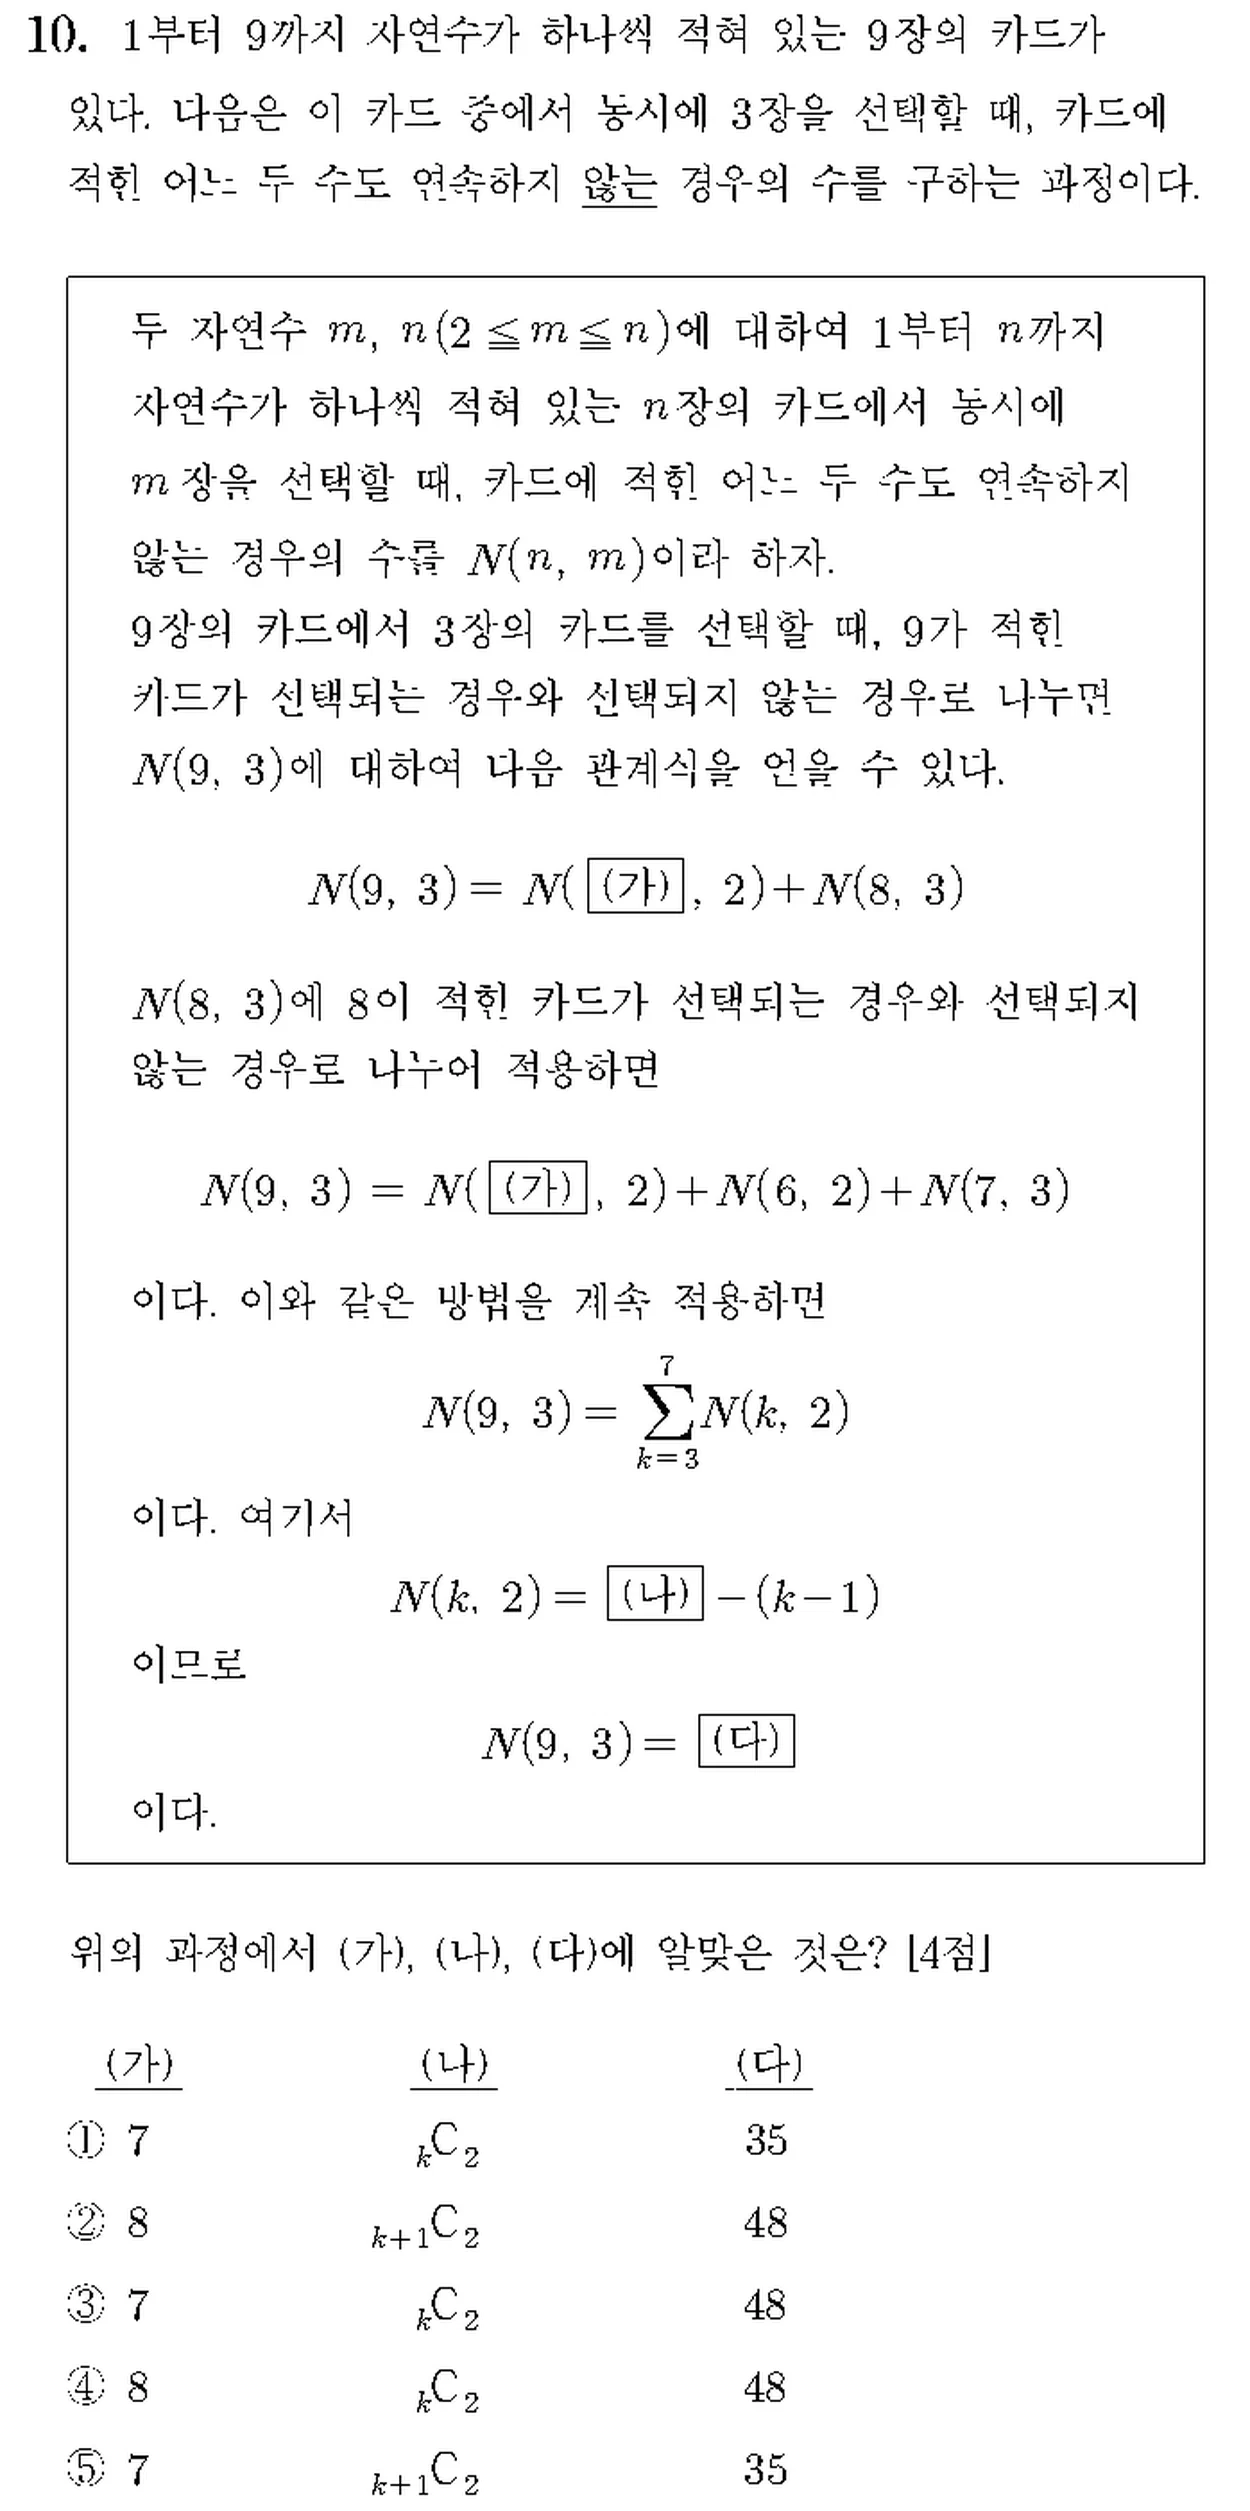 10. 1부터 9까지 자연수가 하나씩 적혀 있는 9장의 카드가
있다. 다음은 이 카드 중에서 동시에 3장을 선택할 때, 카드에
적힌 어느 두 수도 연속하지 않는 경우의 수를 구하는 과정이다.
두 자연수 m, n(2 ≦ m ≦ n)에 대하여 1부터 n까지
자연수가 하나씩 적혀 있는 n장의 카드에서 동시에
m장을 선택할 때, 카드에 적힌 어느 두 수도 연속하지
않는 경우의 수를 N(n, m)이라 하자.
9장의 카드에서 3장의 카드를 선택할 때, 9가 적힌
카드가 선택되는 경우와 선택되지 않는 경우로 나누면
N(9, 3)에 대하여 다음 관계식을 얻을 수 있다.
N(9, 3) = N( (가) , 2) + N(8, 3)
N(8, 3)에 8이 적힌 카드가 선택되는 경우와 선택되지
않는 경우로 나누어 적용하면
N(9, 3) = N( (가) , 2) + N(6, 2) + N(7, 3)
이다. 이와 같은 방법을 계속 적용하면
N(9, 3) = ∑_{k=3}^{7} N(k, 2)
이다. 여기서
N(k, 2) = (나) − (k−1)
이므로
N(9, 3) = (다)
이다.
위의 과정에서 (가), (나), (다)에 알맞은 것은? [4점]
(가) (나) (다)
① 7 ₖC₂ 35
② 8 ₖ₊₁C₂ 48
③ 7 ₖC₂ 48
④ 8 ₖC₂ 48
⑤ 7 ₖ₊₁C₂ 35